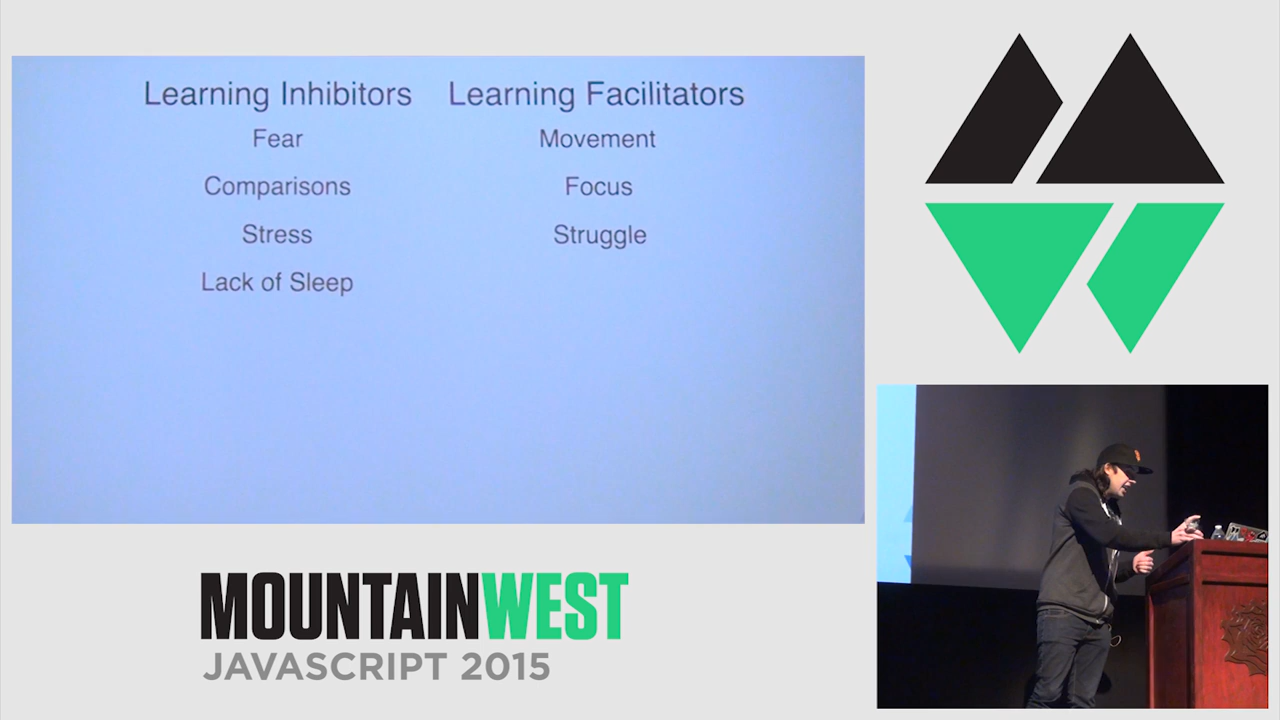 Learning Inhibitors Learning Facilitators
Fear Movement
Comparisons Focus
Stress Struggle
Lack of Sleep
MOUNTAINWEST
JAVASCRIPT 2015